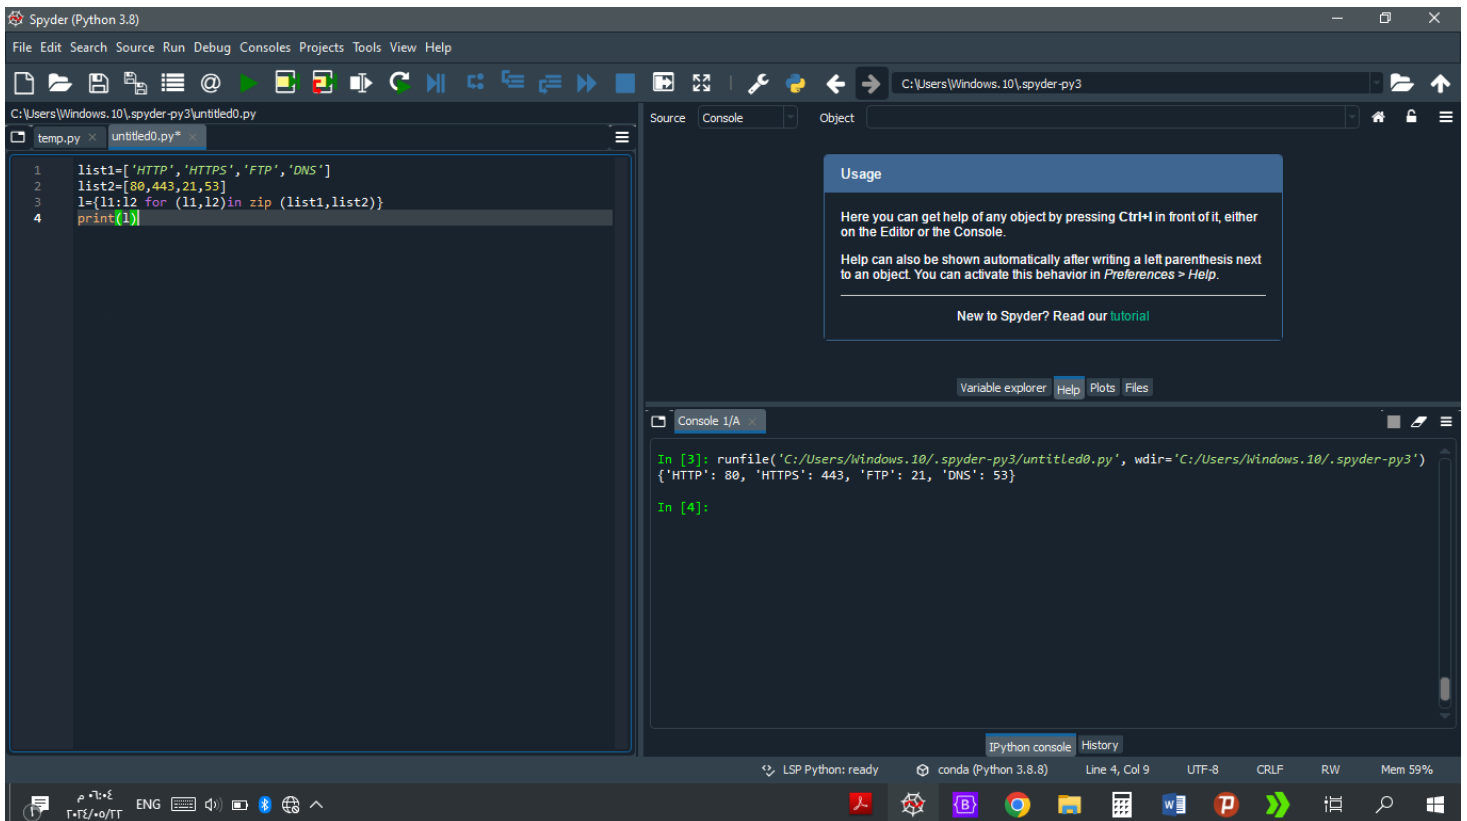 Spyder (Python 3.8)
File Edit Search Source Run Debug Consoles Projects Tools View Help
C:\Users\Windows.10\.spyder-py3
C:\Users\Windows.10\.spyder-py3\untitled0.py
temp.py
untitled0.py*
1 list1=['HTTP','HTTPS','FTP','DNS']
2 list2=[80,443,21,53]
3 l={l1:l2 for (l1,l2)in zip (list1,list2)}
4 print(l)
Source Console Object
Usage
Here you can get help of any object by pressing Ctrl+I in front of it, either
on the Editor or the Console.
Help can also be shown automatically after writing a left parenthesis next
to an object. You can activate this behavior in Preferences > Help.
New to Spyder? Read our tutorial
Variable explorer Help Plots Files
Console 1/A
In [3]: runfile('C:/Users/Windows.10/.spyder-py3/untitled0.py', wdir='C:/Users/Windows.10/.spyder-py3')
{'HTTP': 80, 'HTTPS': 443, 'FTP': 21, 'DNS': 53}
In [4]:
IPython console History
LSP Python: ready conda (Python 3.8.8) Line 4, Col 9 UTF-8 CRLF RW Mem 59%
٠٦:٠٤ م
٢٠٢٤/٠٥/٢٢
ENG